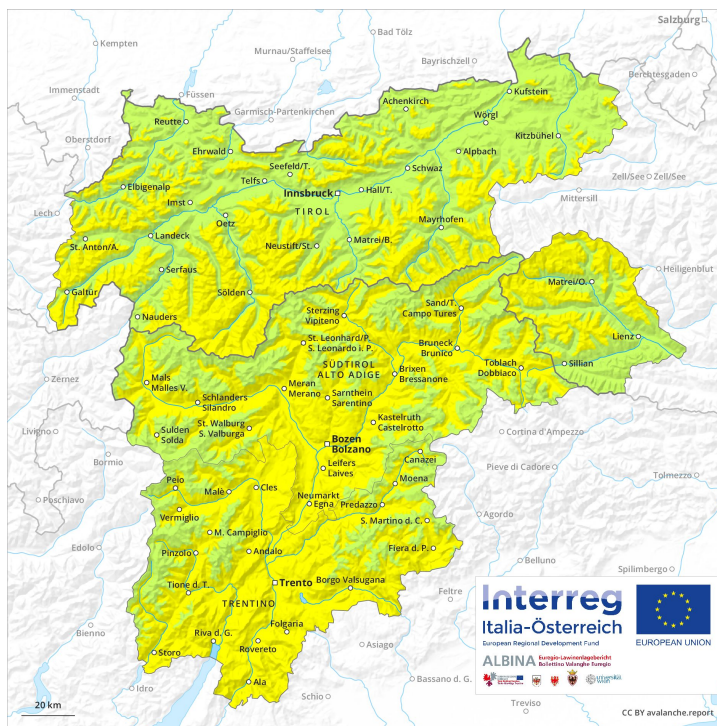 Salzburg
Kempten
Bad Tölz
Murnau/Staffelsee
Bayrischzell
Berchtesgaden
Immenstadt
Füssen
Garmisch-Partenkirchen
Achenkirch
Kufstein
Reutte
Wörgl
Kitzbühel
Oberstdorf
Ehrwald
Seefeld/T.
Alpbach
Schwaz
Telfs
Zell/See
Zell/See
Elbigenalp
Innsbruck
Hall/T.
Mittersill
Imst
TIROL
Lech
Oetz
Mayrhofen
St. Anton/A.
Landeck
Neustift/St.
Matrei/B.
Serfaus
Heiligenblut
Galtür
Sölden
Matrei/O.
Nauders
Sterzing
Vipiteno
Sand/T.
Campo Tures
Lienz
St. Leonhard/P.
S. Leonardo i. P.
Bruneck
Brunico
Sillian
Toblach
Dobbiaco
SÜDTIROL
ALTO ADIGE
Brixen
Bressanone
Zernez
Mals
Malles V.
Meran
Merano
Sarnthein
Sarentino
Schlanders
Silandro
St. Walburg
S. Valburga
Kastelruth
Castelrotto
Livigno
Sulden
Solda
Bozen
Bolzano
Cortina d'Ampezzo
Bormio
Canazei
Pieve di Cadore
Leifers
Laives
Tolmezzo
Poschiavo
Peio
Malè
Cles
Moena
Neumarkt
Egna
Predazzo
Vermiglio
Agordo
S. Martino d. C.
M. Campiglio
Edolo
Pinzolo
Andalo
Fiera d. P.
Belluno
Trento
Borgo Valsugana
Spilimbergo
Tione d. T.
Feltre
TRENTINO
Folgaria
Bienno
Riva d. G.
Rovereto
Asiago
Storo
Ala
Bassano d. G.
Idro
Schio
Treviso
20 km
Interreg
Italia-Österreich
European Regional Development Fund
EUROPEAN UNION
ALBINA Euregio-Lawinenlagebericht
Bollettino Valanghe Euregio
universität
wien
CC BY avalanche.report